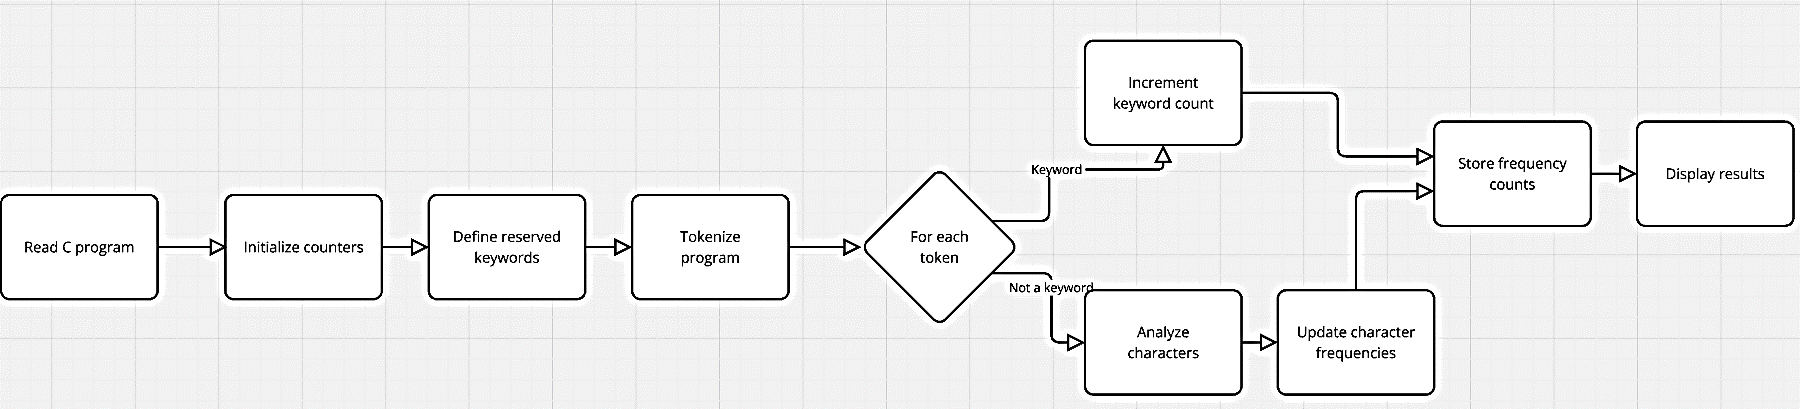 Read C program
Initialize counters
Define reserved
keywords
Tokenize
program
For each
token
Keyword
Increment
keyword count
Not a keyword
Analyze
characters
Update character
frequencies
Store frequency
counts
Display results